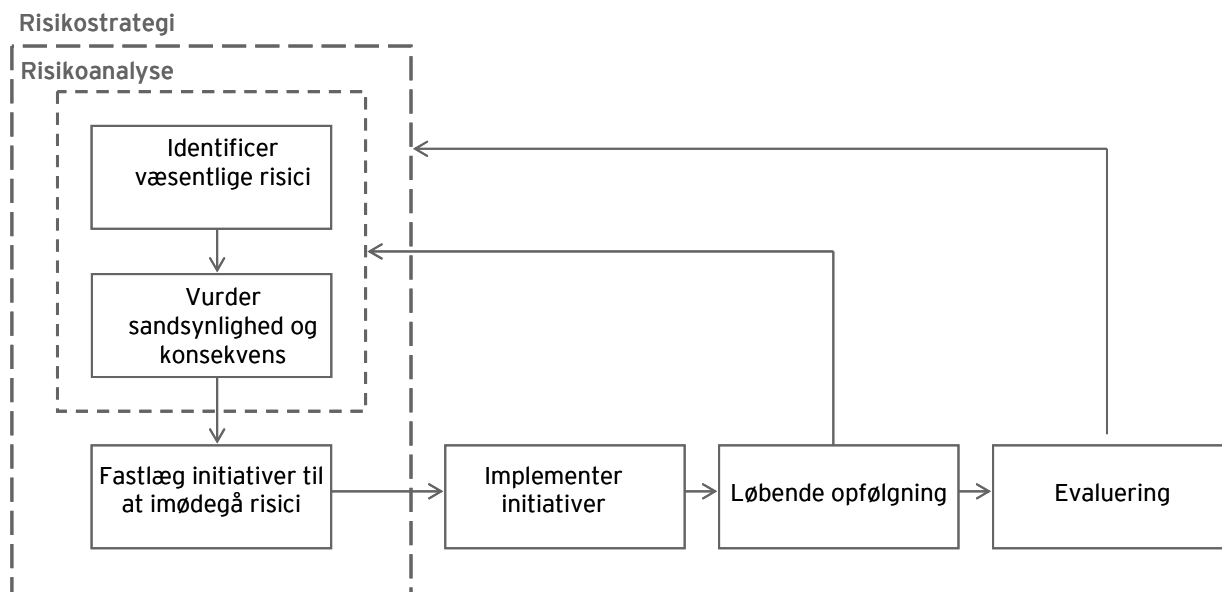 Risikostrategi
Risikoanalyse
Identificer
væsentlige risici
Vurder
sandsynlighed og
konsekvens
Fastlæg initiativer til
at imødegå risici
Implementer
initiativer
Løbende opfølgning
Evaluering